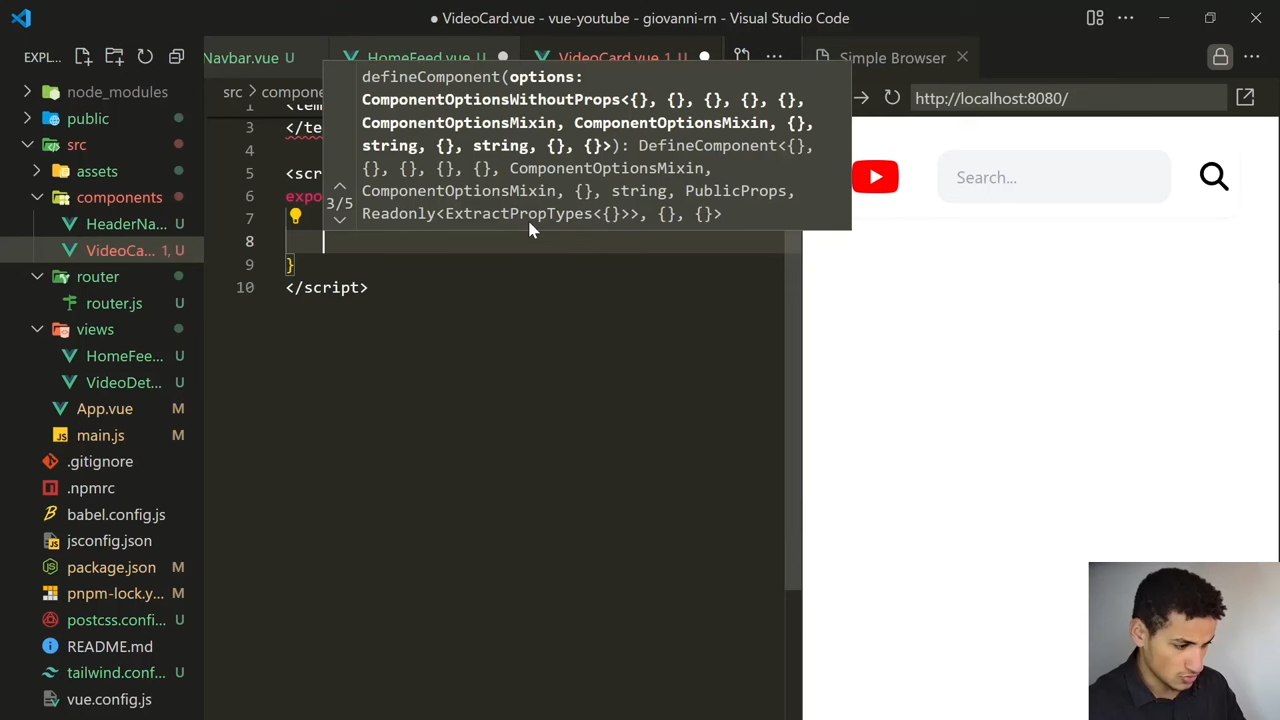 ● VideoCard.vue - vue-youtube - giovanni-rn - Visual Studio Code
EXPL...
Navbar.vue U
HomeFeed.vue U
VideoCard.vue 1, U
Simple Browser
src > compone
http://localhost:8080/
defineComponent(options:
ComponentOptionsWithoutProps<{}, {}, {}, {}, {},
ComponentOptionsMixin, ComponentOptionsMixin, {},
string, {}, string, {}, {}>): DefineComponent<{},
{}, {}, {}, {}, ComponentOptionsMixin,
ComponentOptionsMixin, {}, string, PublicProps,
Readonly<ExtractPropTypes<{}>>, {}, {}>
3/5
node_modules
public
src
assets
components
HeaderNa... U
VideoCa... 1, U
router
router.js U
views
HomeFee... U
VideoDet... U
App.vue M
main.js M
.gitignore
.npmrc
babel.config.js
jsconfig.json
package.json M
pnpm-lock.y... M
postcss.confi... U
README.md
tailwind.conf... U
vue.config.js
1 <tem
3 </te
4
5 <scr
6 expo
7
8
9 }
10 </script>
Search...